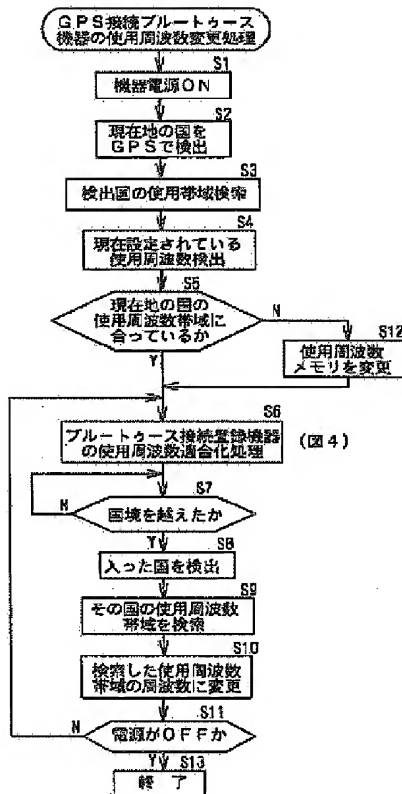 GPS接続ブルートゥース
機器の使用周波数変更処理
S1
機器電源ON
S2
現在地の国を
GPSで検出
S3
検出国の使用帯域検索
S4
現在設定されている
使用周波数検出
S5
現在地の国の
使用周波数帯域に
合っているか
N
Y
S12
使用周波数
メモリを変更
S6
ブルートゥース接続登録機器
の使用周波数適合化処理
(図4)
S7
国境を越えたか
N
Y
S8
入った国を検出
S9
その国の使用周波数
帯域を検索
S10
検索した使用周波数
帯域の周波数に変更
S11
電源がOFFか
N
Y
S13
終了